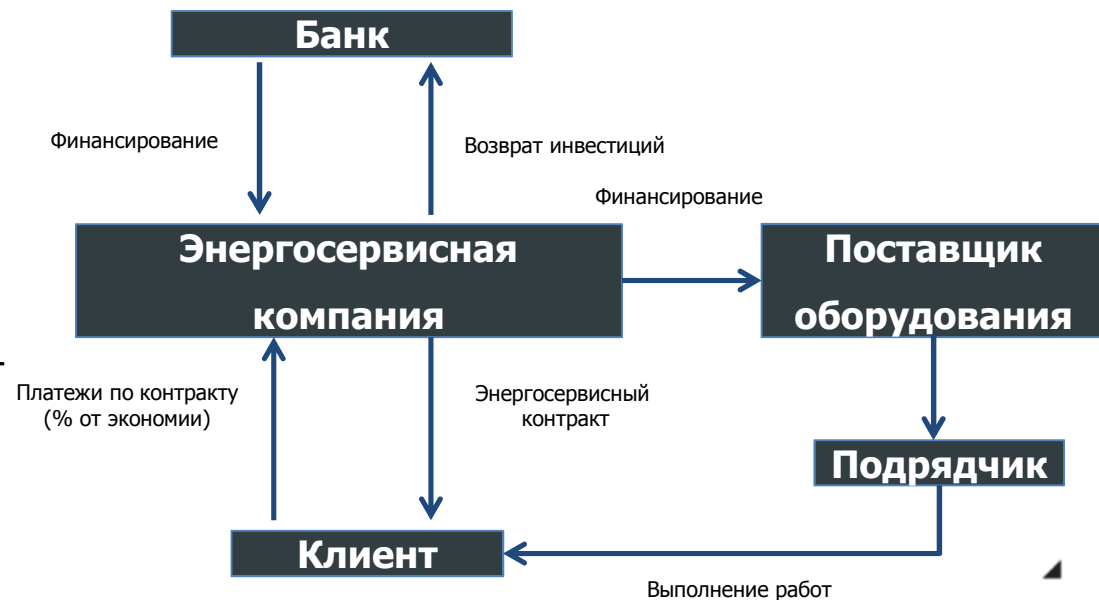 Банк
Финансирование
Возврат инвестиций
Финансирование
Энергосервисная
компания
Поставщик
оборудования
Платежи по контракту
(% от экономии)
Энергосервисный
контракт
Подрядчик
Клиент
Выполнение работ